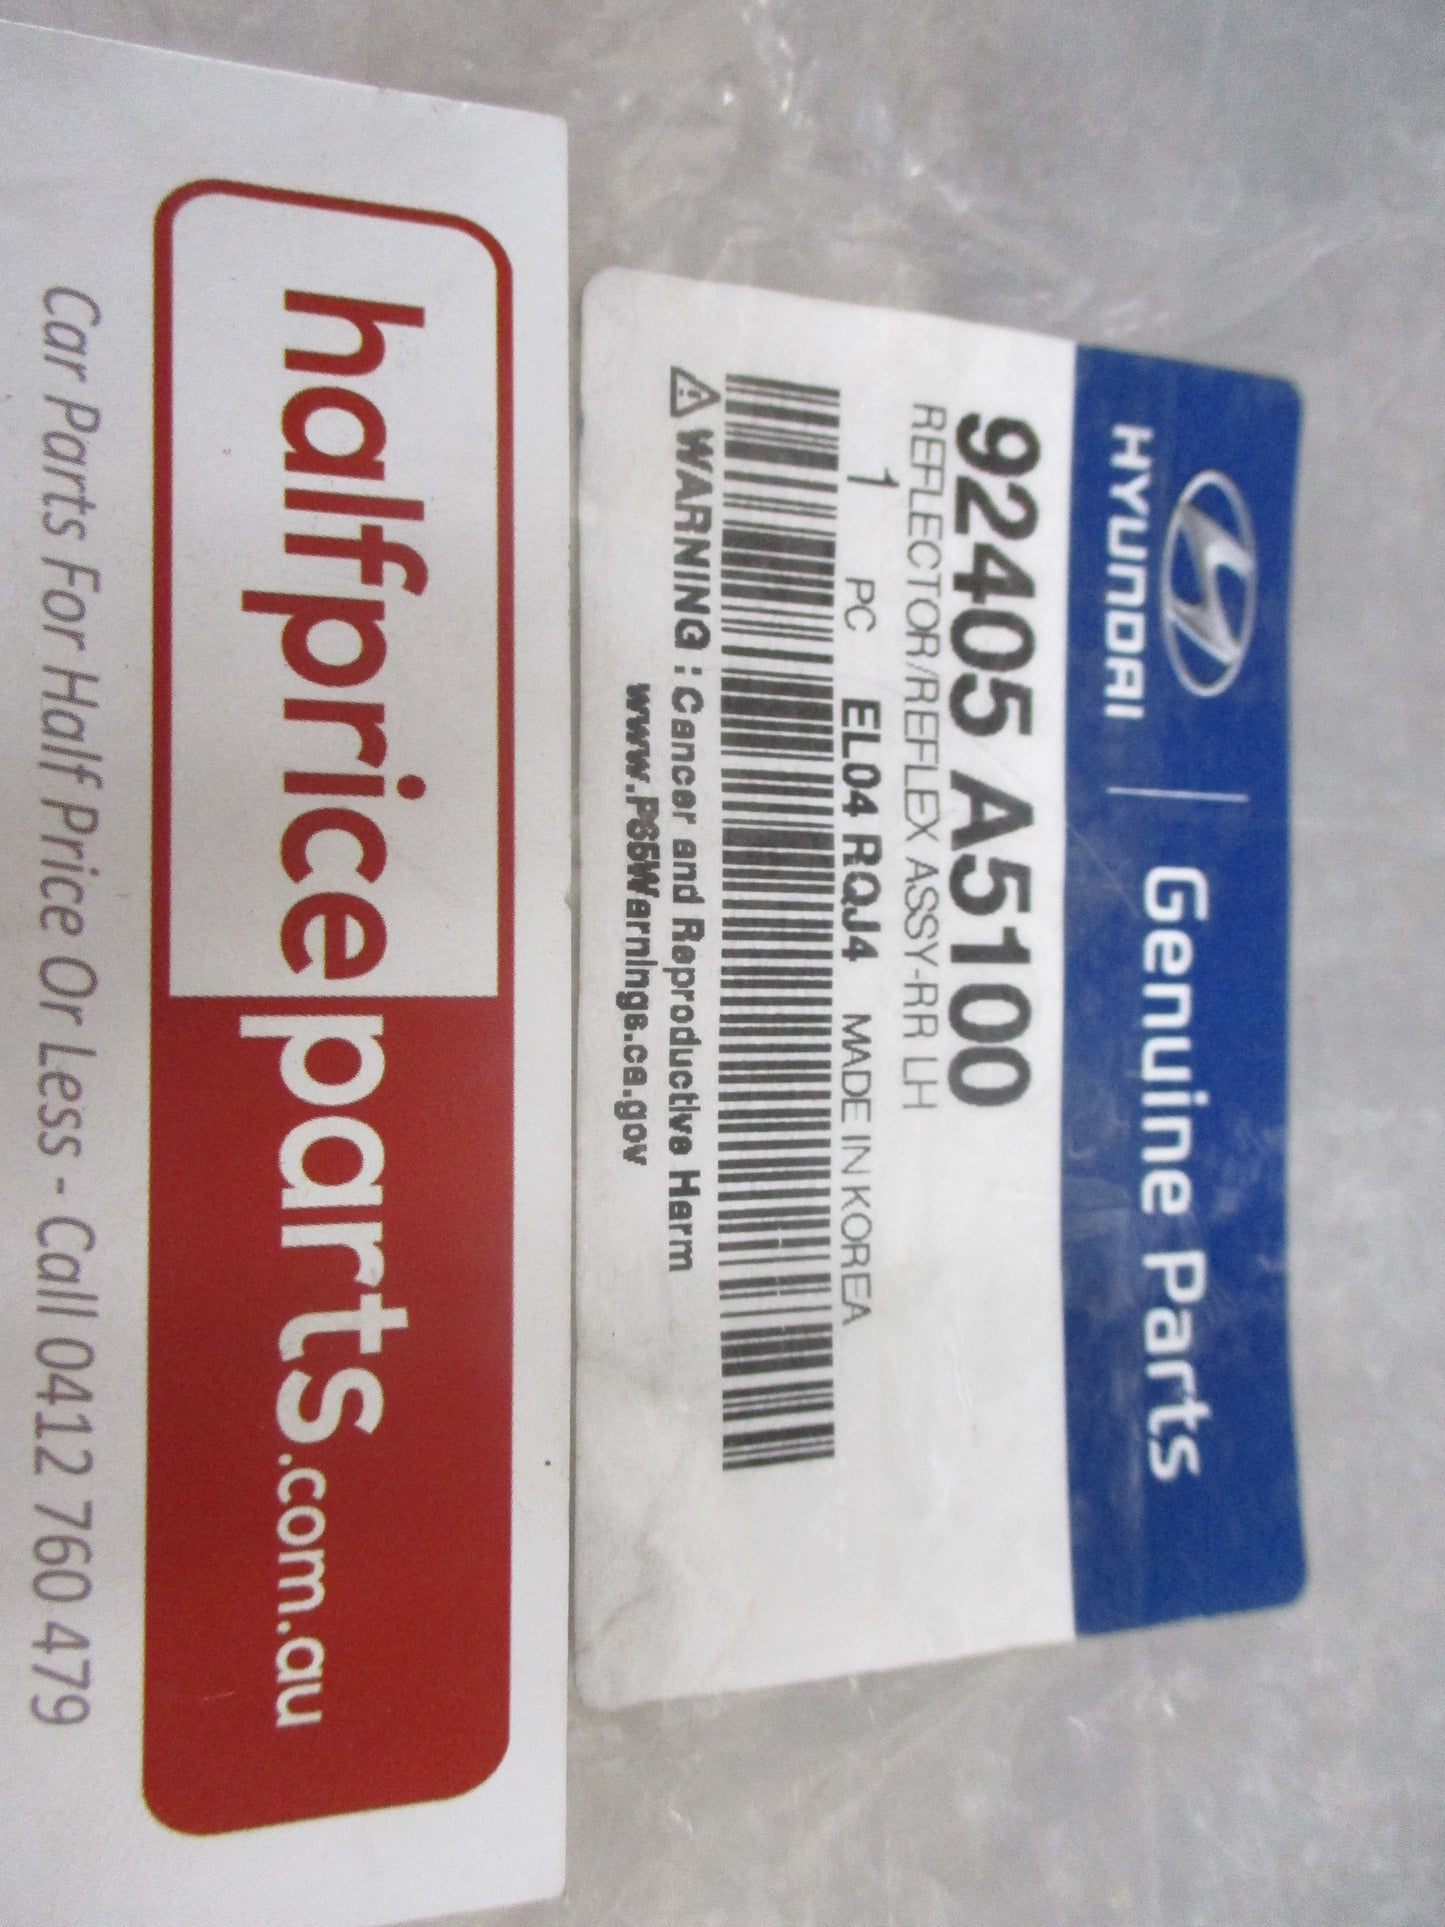 HYUNDAI | Genuine Parts
92405 A5100
REFLECTOR/REFLEX ASSY-RR LH
1 PC EL04 RQJ4 MADE IN KOREA
WARNING : Cancer and Reproductive Harm
www.P65Warnings.ca.gov
halfpriceparts.com.au
Car Parts For Half Price Or Less - Call 0412 760 479